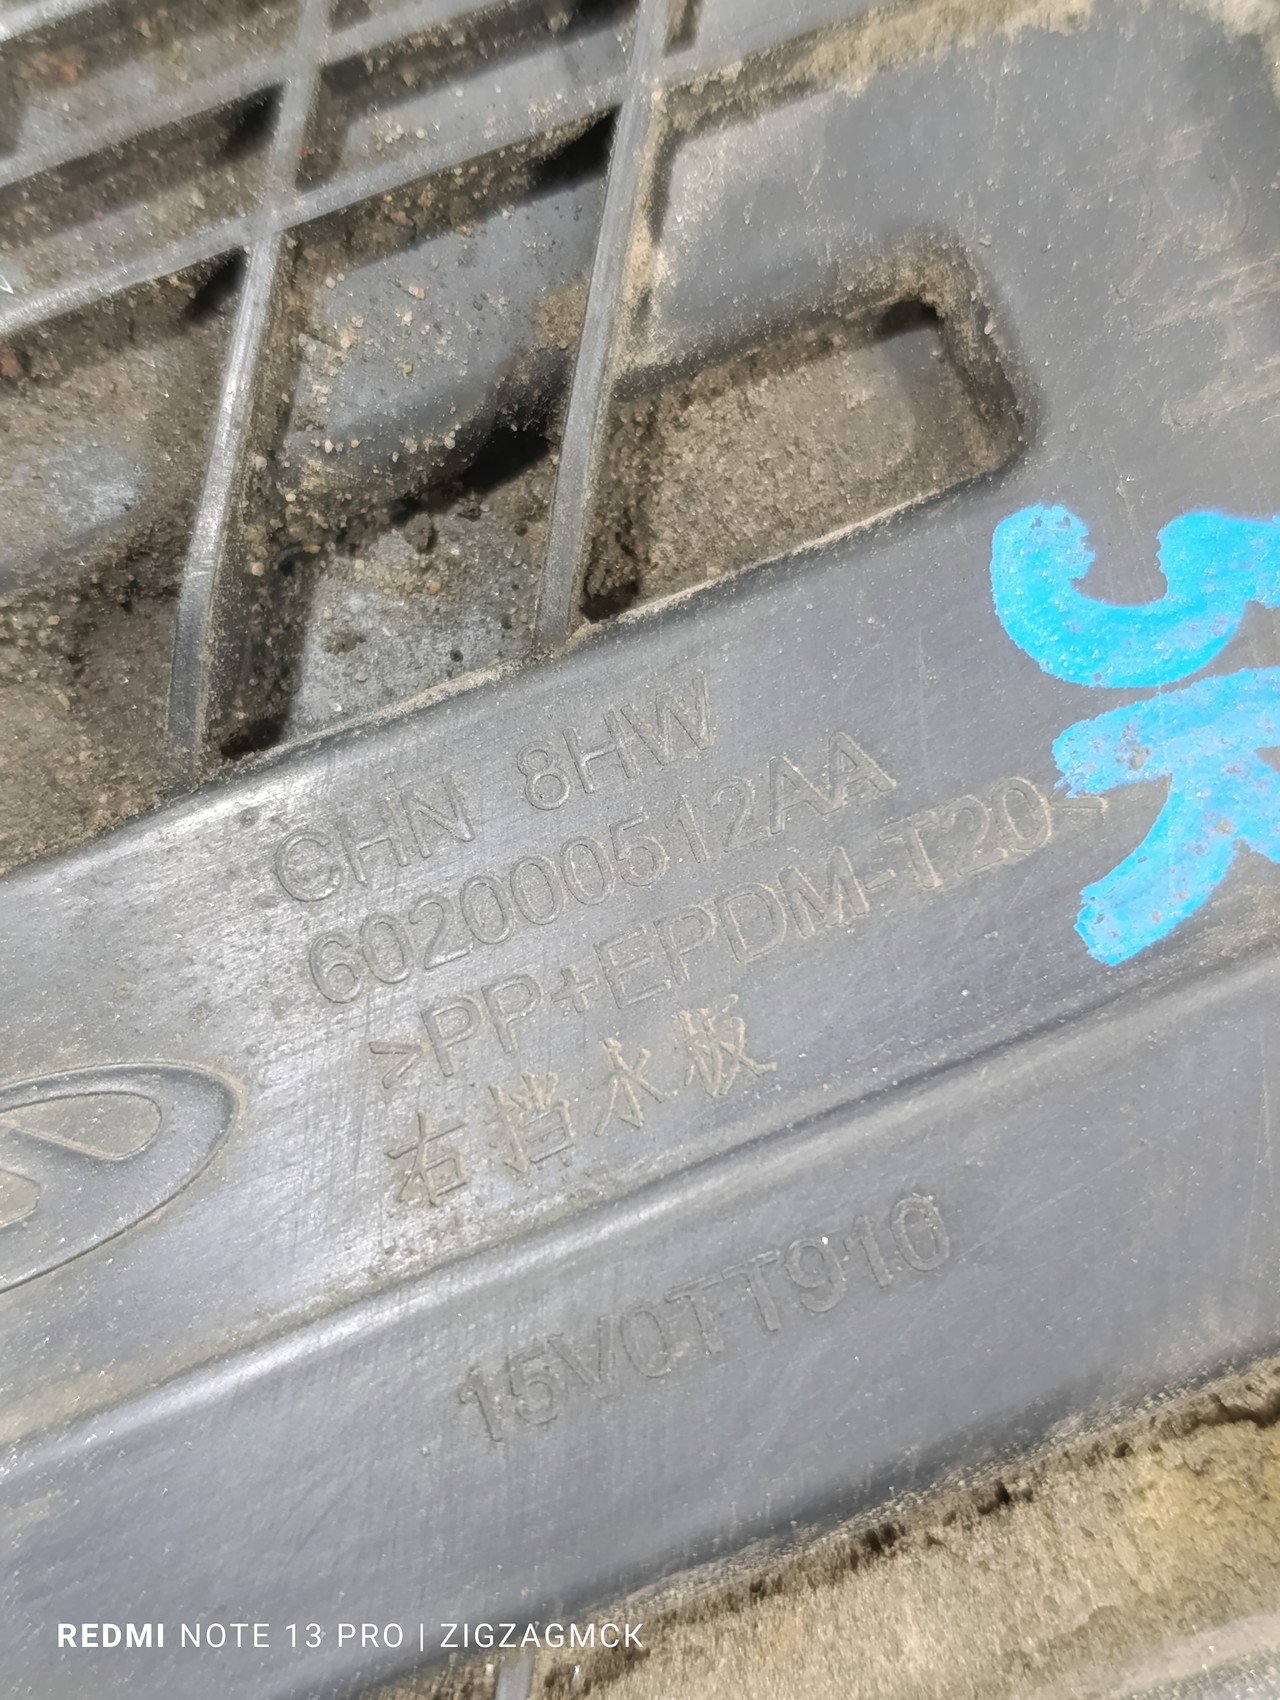 CHN 8HW
602000512AA
>PP+EPDM-T20<
右挡水板
15V0TT910
REDMI NOTE 13 PRO | ZIGZAGMCK